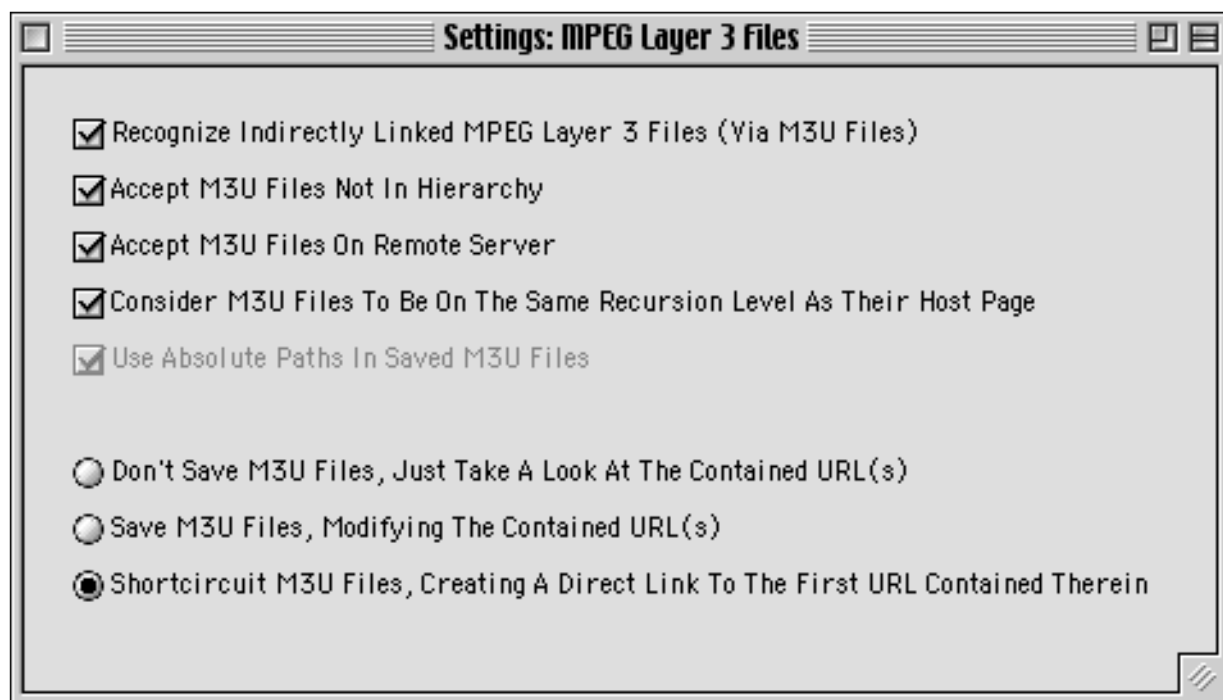 Settings: MPEG Layer 3 Files
Recognize Indirectly Linked MPEG Layer 3 Files (Via M3U Files)
Accept M3U Files Not In Hierarchy
Accept M3U Files On Remote Server
Consider M3U Files To Be On The Same Recursion Level As Their Host Page
Use Absolute Paths In Saved M3U Files
Don't Save M3U Files, Just Take A Look At The Contained URL(s)
Save M3U Files, Modifying The Contained URL(s)
Shortcircuit M3U Files, Creating A Direct Link To The First URL Contained Therein